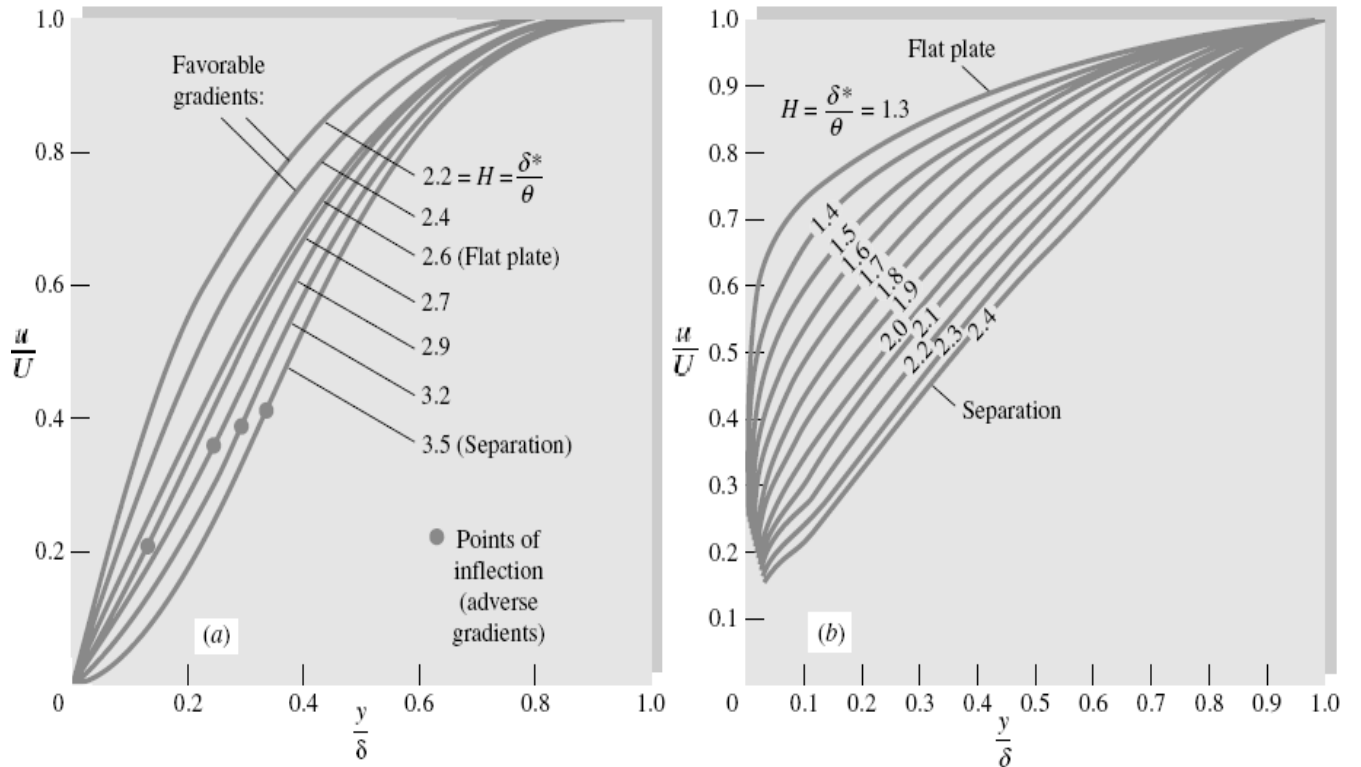 1.0
Favorable
gradients:
0.8
2.2 = H = δ*/θ
2.4
2.6 (Flat plate)
0.6
2.7
u/U
2.9
3.2
0.4
3.5 (Separation)
Points of
inflection
(adverse
gradients)
0.2
(a)
0 0.2 0.4 0.6 0.8 1.0
y/δ
1.0
Flat plate
0.9
H = δ*/θ = 1.3
0.8
0.7
1.4
1.5
1.6
1.7
1.8
1.9
0.6
2.0
2.1
2.2
2.3
2.4
u/U
0.5
Separation
0.4
0.3
0.2
0.1
(b)
0 0.1 0.2 0.3 0.4 0.5 0.6 0.7 0.8 0.9 1.0
y/δ